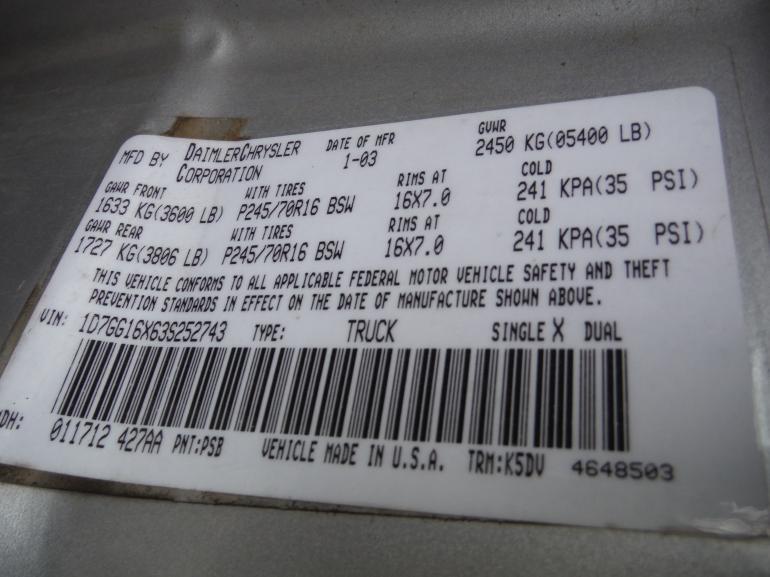 MFD BY DAIMLERCHRYSLER CORPORATION DATE OF MFR 1-03 GVWR 2450 KG(05400 LB)
GAWR FRONT WITH TIRES RIMS AT COLD
1633 KG(3600 LB) P245/70R16 BSW 16X7.0 241 KPA(35 PSI)
GAWR REAR WITH TIRES RIMS AT COLD
1727 KG(3806 LB) P245/70R16 BSW 16X7.0 241 KPA(35 PSI)
THIS VEHICLE CONFORMS TO ALL APPLICABLE FEDERAL MOTOR VEHICLE SAFETY AND THEFT
PREVENTION STANDARDS IN EFFECT ON THE DATE OF MANUFACTURE SHOWN ABOVE.
VIN: 1D7GG16X63S252743 TYPE: TRUCK SINGLE X DUAL
MDH: 011712 427AA PNT:PSB VEHICLE MADE IN U.S.A. TRM:K5DV 4648503